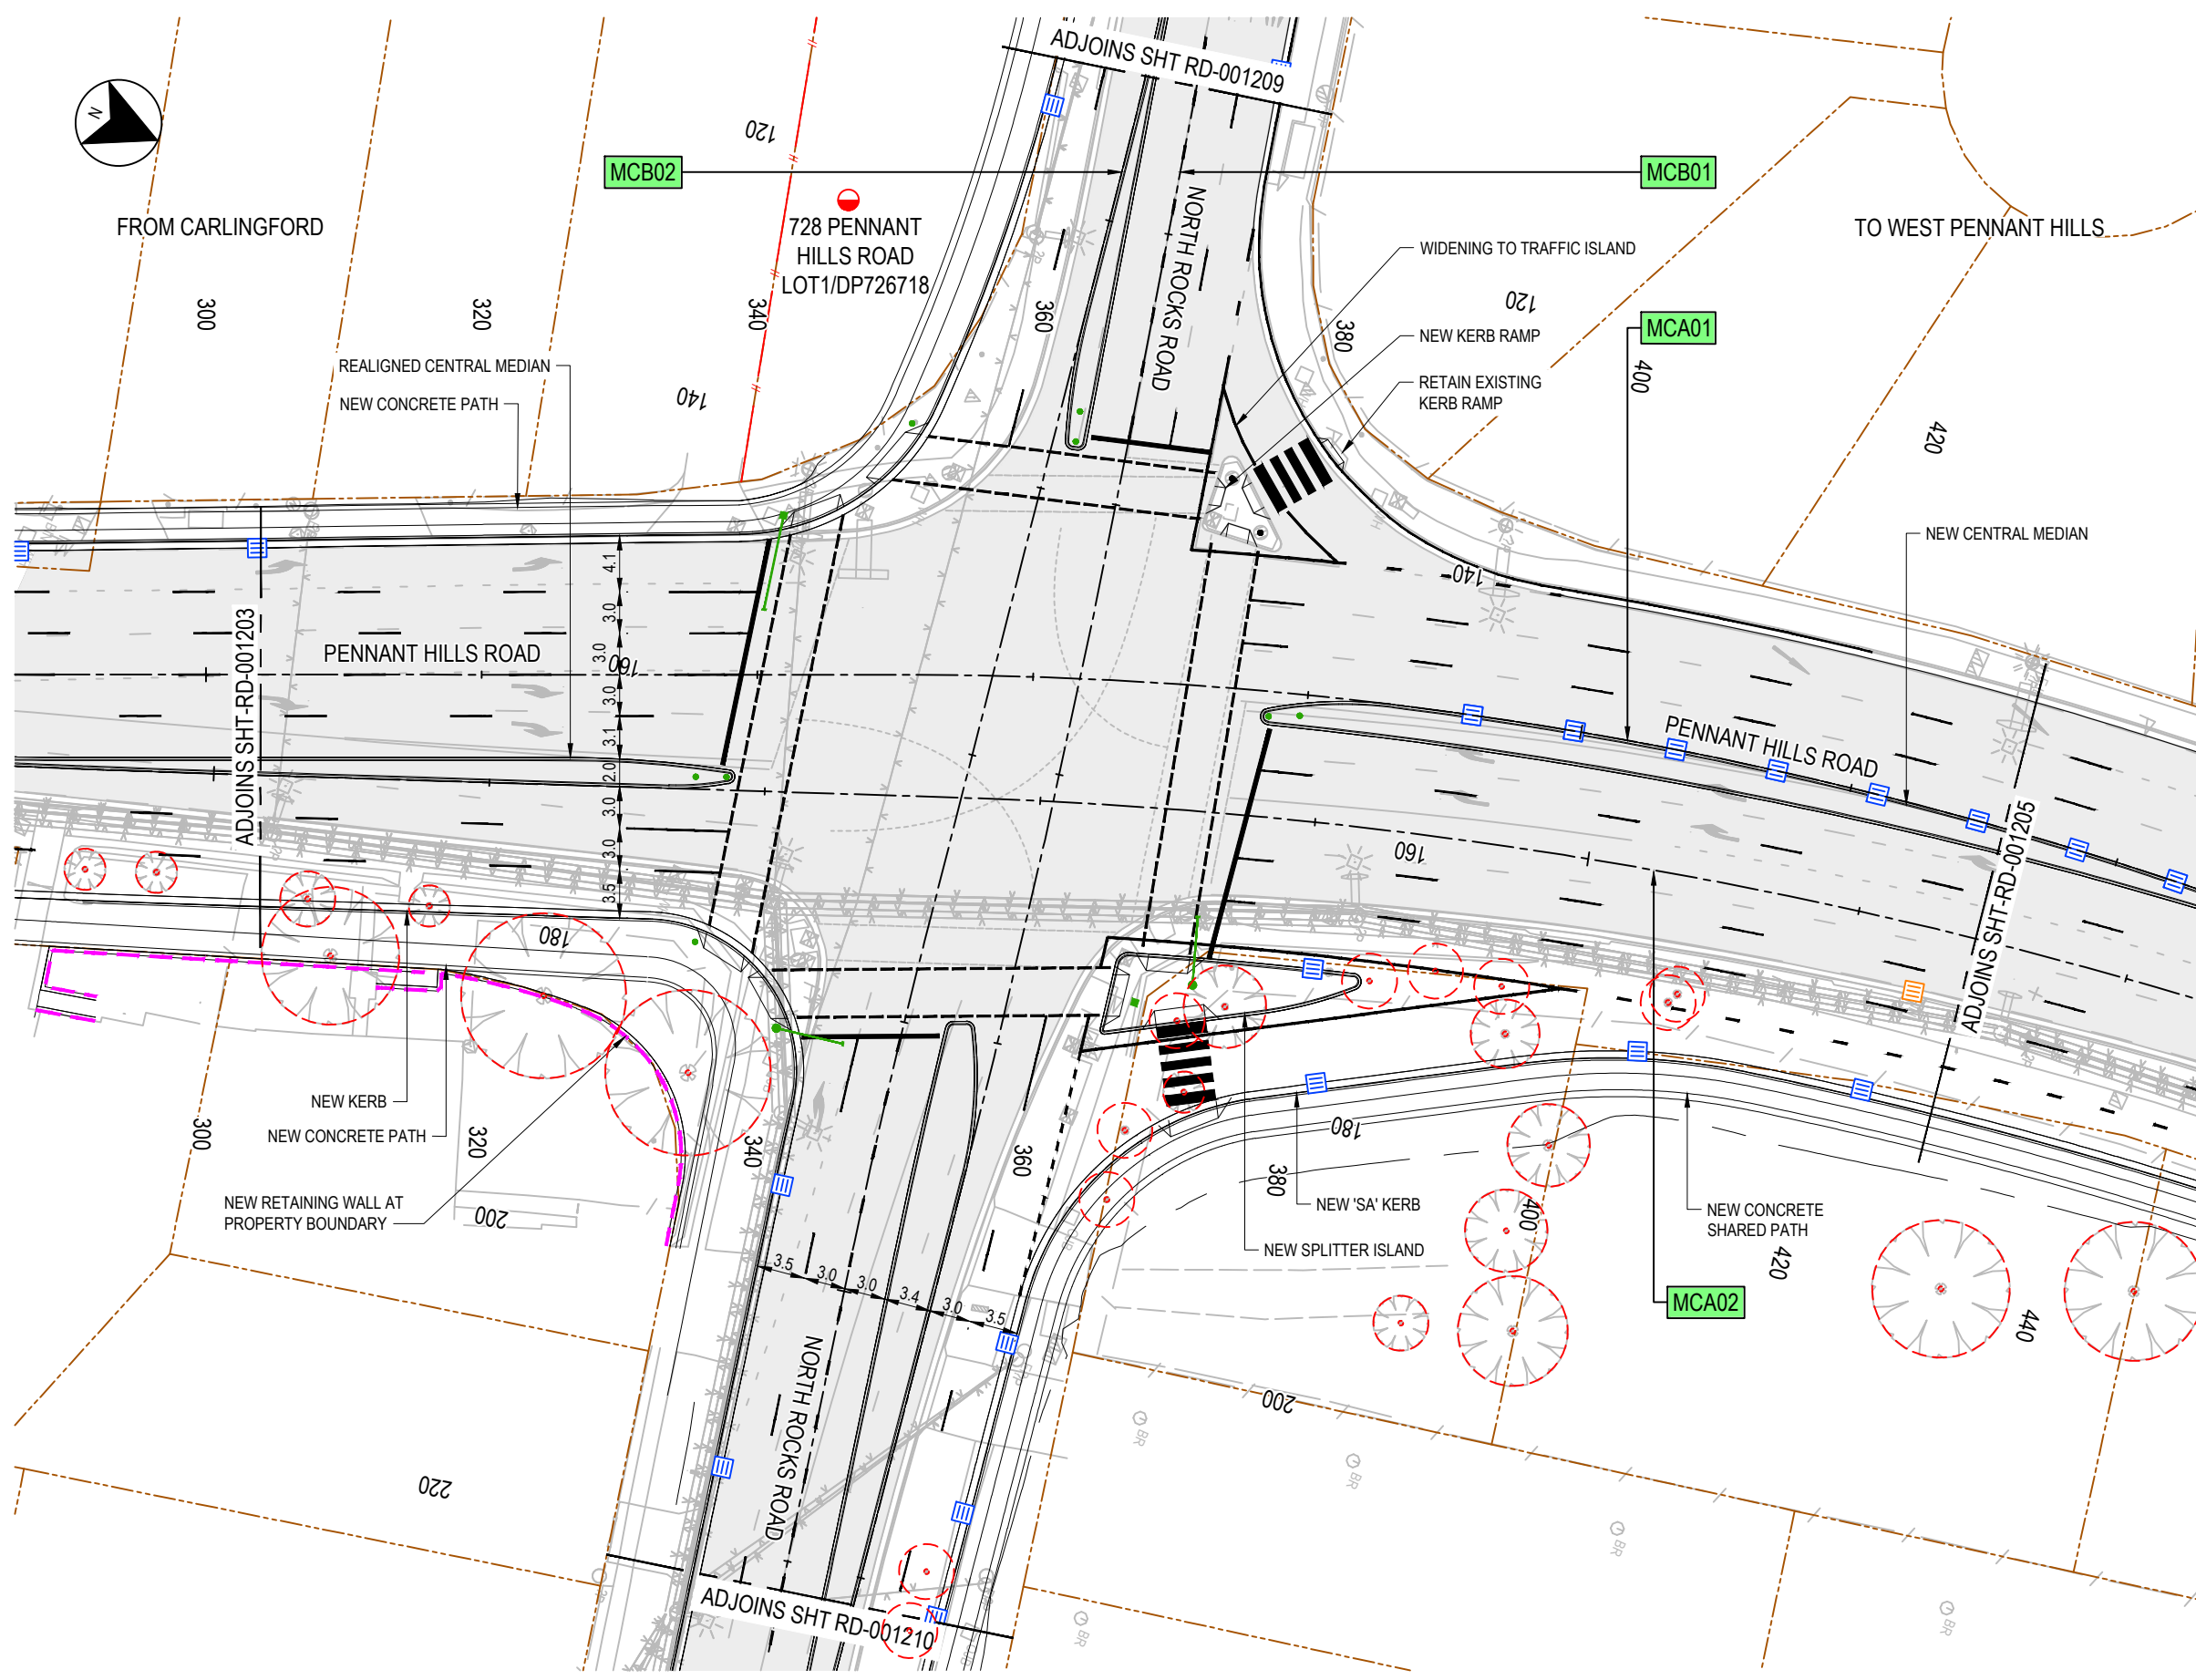 ADJOINS SHT RD-001209
N
120
MCB02
MCB01
FROM CARLINGFORD
728 PENNANT
HILLS ROAD
LOT1/DP726718
NORTH ROCKS ROAD
TO WEST PENNANT HILLS
WIDENING TO TRAFFIC ISLAND
300
320
340
360
380
120
NEW KERB RAMP
MCA01
400
REALIGNED CENTRAL MEDIAN
RETAIN EXISTING
KERB RAMP
NEW CONCRETE PATH
140
420
NEW CENTRAL MEDIAN
4.1
140
3.0
ADJOINS SHT-RD-001203
PENNANT HILLS ROAD
3.0
160
3.0
3.1
PENNANT HILLS ROAD
2.0
3.0
3.0
160
3.5
ADJOINS SHT-RD-001205
180
NEW KERB
NEW CONCRETE PATH
300
320
340
360
380
180
400
NEW RETAINING WALL AT
PROPERTY BOUNDARY
200
NEW 'SA' KERB
NEW CONCRETE
SHARED PATH
NEW SPLITTER ISLAND
420
3.5
3.0
3.0
3.4
3.0
3.5
MCA02
440
NORTH ROCKS ROAD
200
220
BR
BR
BR
BR
BR
ADJOINS SHT RD-001210